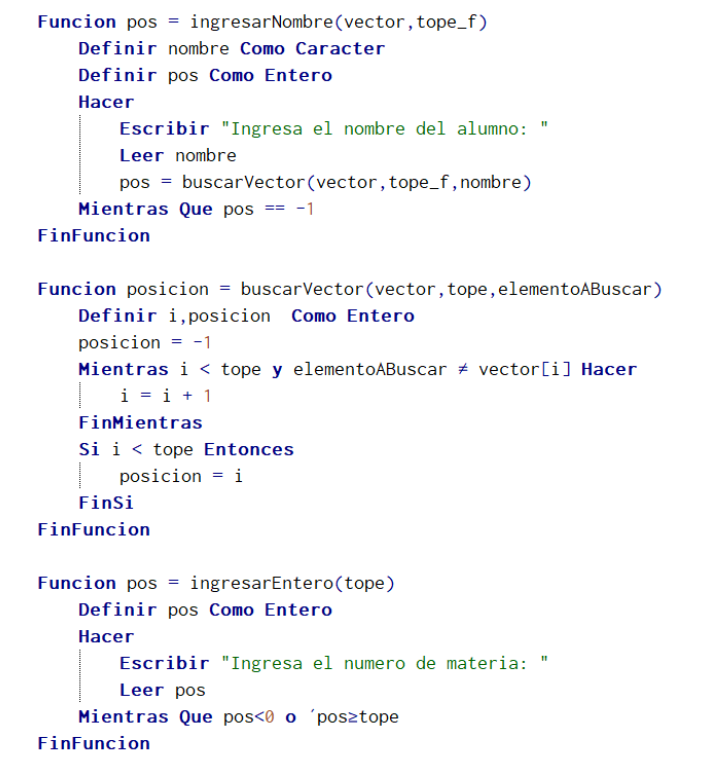 Funcion pos = ingresarNombre(vector,tope_f)
Definir nombre Como Caracter
Definir pos Como Entero
Hacer
Escribir "Ingresa el nombre del alumno: "
Leer nombre
pos = buscarVector(vector,tope_f,nombre)
Mientras Que pos == -1
FinFuncion
Funcion posicion = buscarVector(vector,tope,elementoABuscar)
Definir i,posicion  Como Entero
posicion = -1
Mientras i < tope y elementoABuscar ≠ vector[i] Hacer
i = i + 1
FinMientras
Si i < tope Entonces
posicion = i
FinSi
FinFuncion
Funcion pos = ingresarEntero(tope)
Definir pos Como Entero
Hacer
Escribir "Ingresa el numero de materia: "
Leer pos
Mientras Que pos<0 o ´pos≥tope
FinFuncion